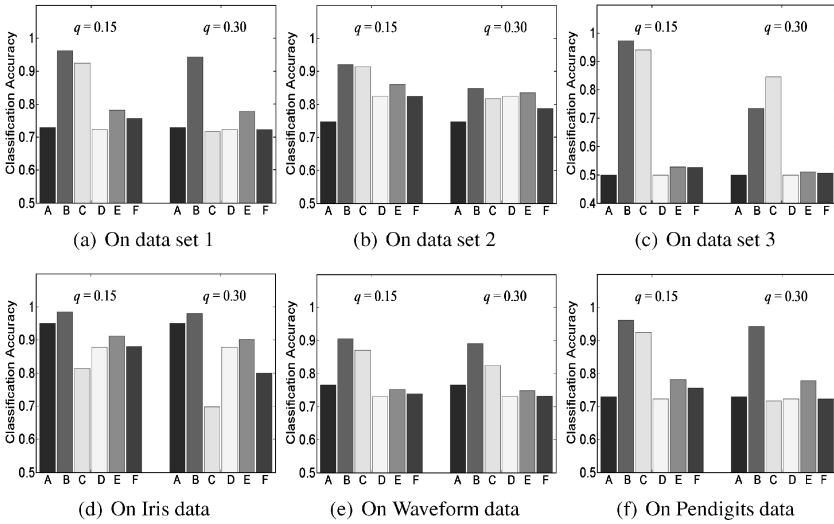 q = 0.15 q = 0.30
Classification Accuracy
1
0.9
0.8
0.7
0.6
0.5
A B C D E F A B C D E F
(a) On data set 1
q = 0.15 q = 0.30
Classification Accuracy
1
0.9
0.8
0.7
0.6
0.5
A B C D E F A B C D E F
(b) On data set 2
q = 0.15 q = 0.30
Classification Accuracy
1
0.9
0.8
0.7
0.6
0.5
0.4
A B C D E F A B C D E F
(c) On data set 3
q = 0.15 q = 0.30
Classification Accuracy
1
0.9
0.8
0.7
0.6
0.5
A B C D E F A B C D E F
(d) On Iris data
q = 0.15 q = 0.30
Classification Accuracy
1
0.9
0.8
0.7
0.6
0.5
A B C D E F A B C D E F
(e) On Waveform data
q = 0.15 q = 0.30
Classification Accuracy
1
0.9
0.8
0.7
0.6
0.5
A B C D E F A B C D E F
(f) On Pendigits data